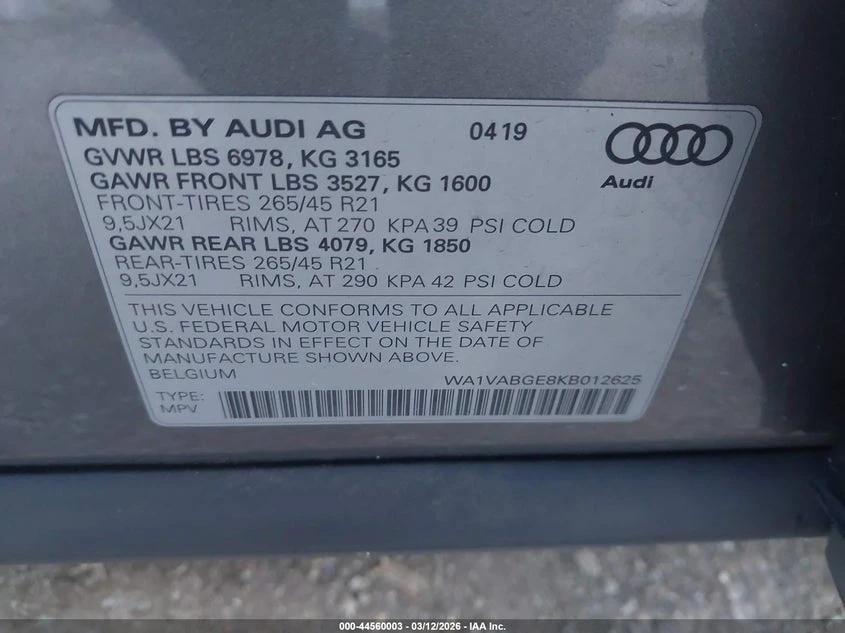 MFD. BY AUDI AG 0419
GVWR LBS 6978, KG 3165
GAWR FRONT LBS 3527, KG 1600
Audi
FRONT-TIRES 265/45 R21
9,5JX21 RIMS, AT 270 KPA 39 PSI COLD
GAWR REAR LBS 4079, KG 1850
REAR-TIRES 265/45 R21
9,5JX21 RIMS, AT 290 KPA 42 PSI COLD
THIS VEHICLE CONFORMS TO ALL APPLICABLE
U.S. FEDERAL MOTOR VEHICLE SAFETY
STANDARDS IN EFFECT ON THE DATE OF
MANUFACTURE SHOWN ABOVE.
BELGIUM WA1VABGE8KB012625
TYPE:
MPV
000-44560003 - 03/12/2026 - IAA Inc.